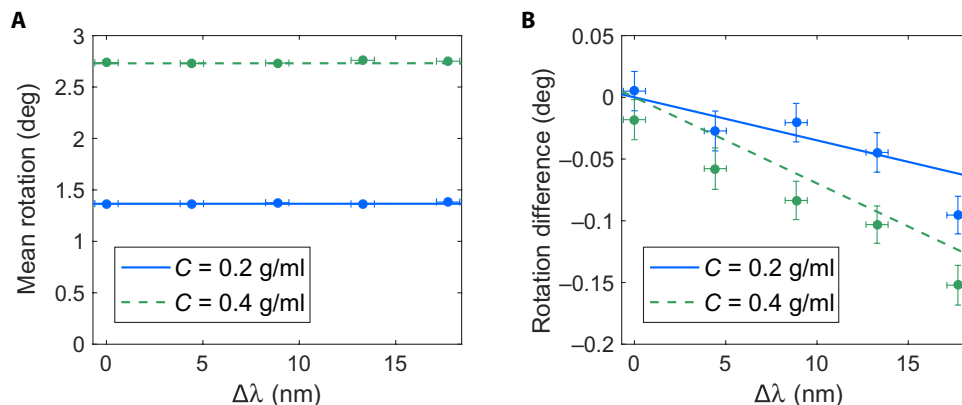 A
Mean rotation (deg)
3
2.5
2
1.5
1
0.5
0
C = 0.2 g/ml
C = 0.4 g/ml
0 5 10 15
Δλ (nm)
B
Rotation difference (deg)
0.05
0
–0.05
–0.1
–0.15
–0.2
C = 0.2 g/ml
C = 0.4 g/ml
0 5 10 15
Δλ (nm)